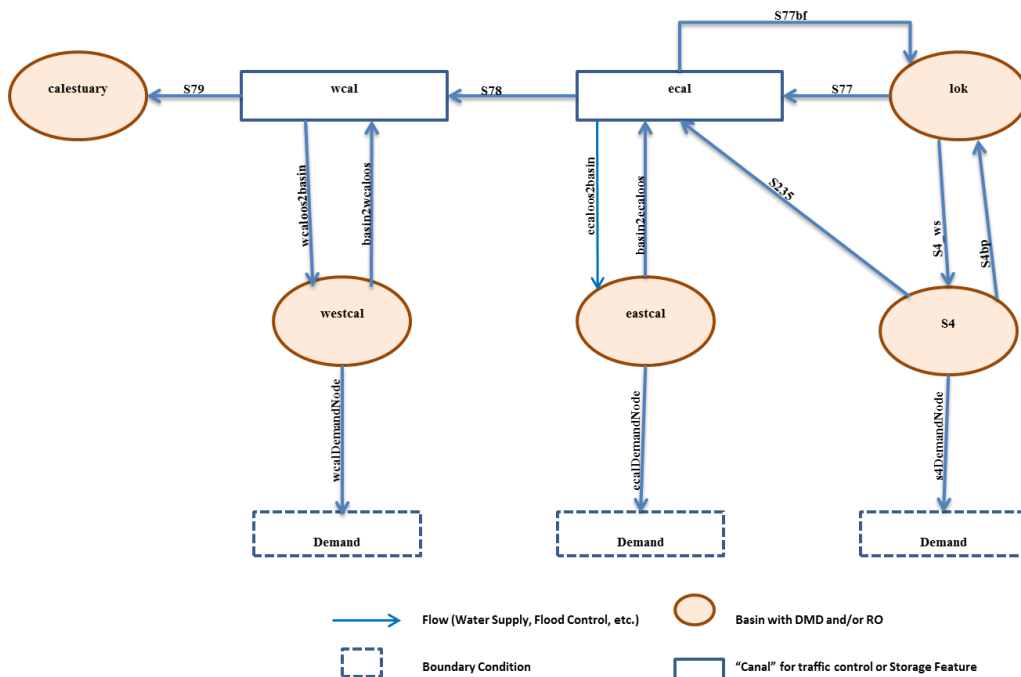 S77bf
calestuary
S79
wcal
S78
ecal
S77
lok
wcaloos2basin
basin2wcaloos
ecaloos2basin
basin2ecaloos
S235
S4_ws
S4bp
westcal
eastcal
S4
wcalDemandNode
ecalDemandNode
s4DemandNode
Demand
Demand
Demand
Flow (Water Supply, Flood Control, etc.)
Basin with DMD and/or RO
Boundary Condition
“Canal” for traffic control or Storage Feature